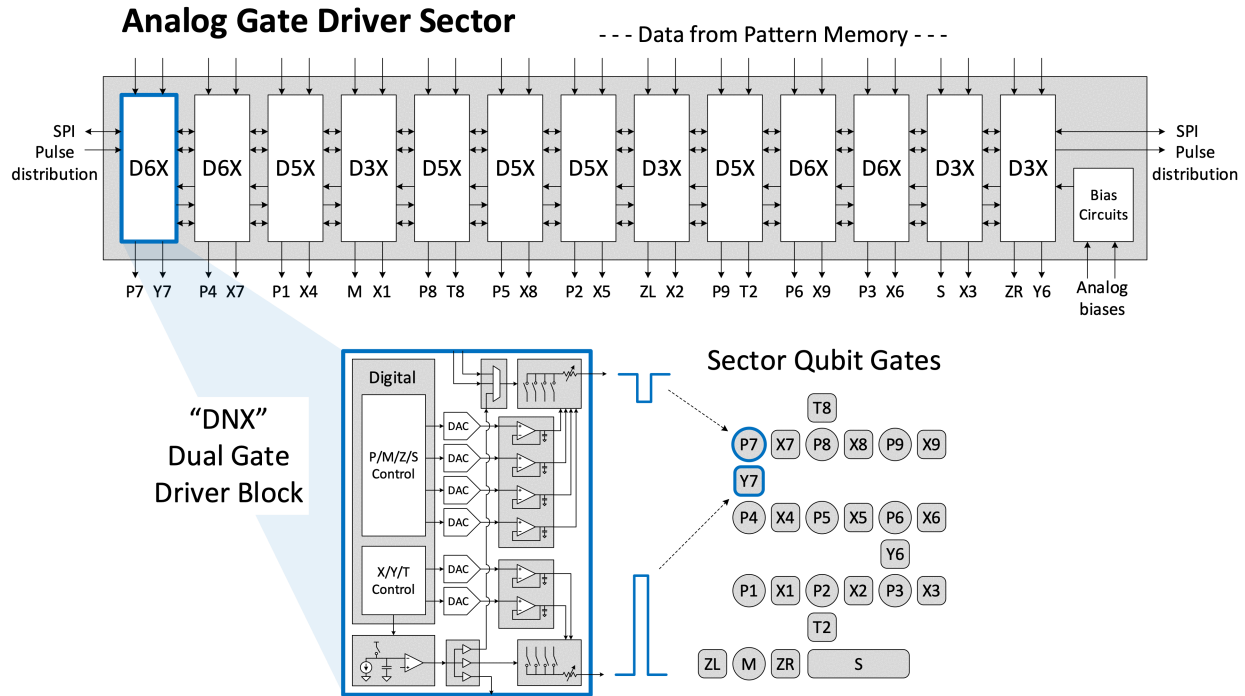 Analog Gate Driver Sector
- - - Data from Pattern Memory - - -
SPI
Pulse
distribution
D6X D6X D5X D3X D5X D5X D5X D3X D5X D6X D6X D3X D3X
SPI
Pulse
distribution
Bias
Circuits
P7 Y7 P4 X7 P1 X4 M X1 P8 T8 P5 X8 P2 X5 ZL X2 P9 T2 P6 X9 P3 X6 S X3 ZR Y6
Analog
biases
“DNX”
Dual Gate
Driver Block
Digital
P/M/Z/S
Control
DAC
DAC
DAC
DAC
X/Y/T
Control
DAC
DAC
Sector Qubit Gates
T8
P7 X7 P8 X8 P9 X9
Y7
P4 X4 P5 X5 P6 X6
Y6
P1 X1 P2 X2 P3 X3
T2
ZL M ZR S